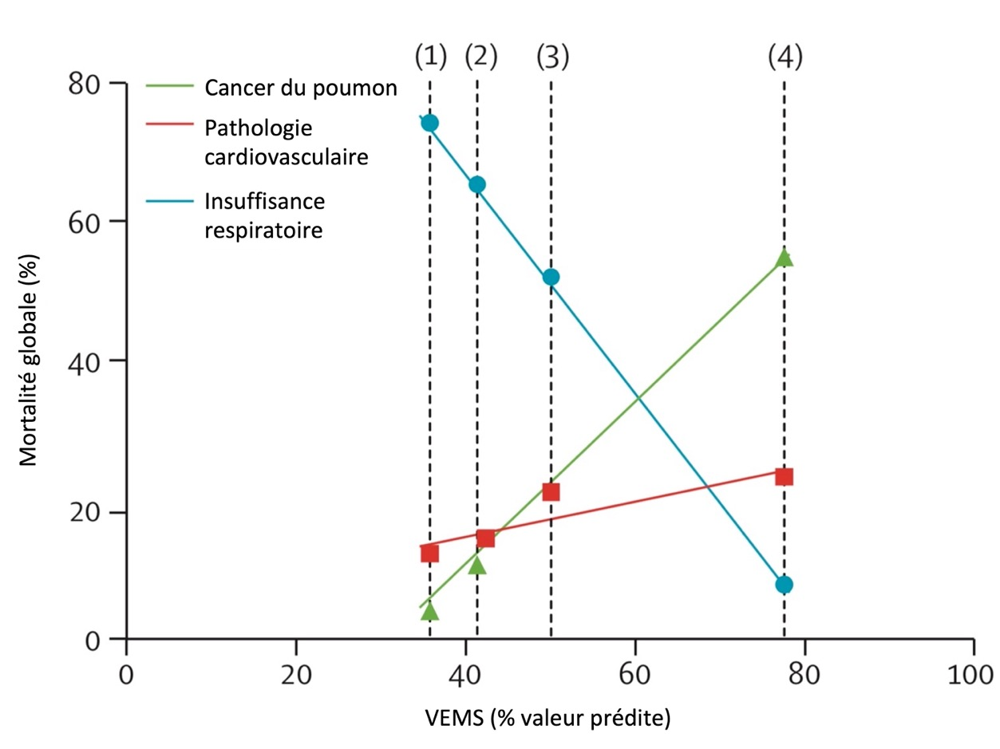 (1) (2) (3) (4)
80
Cancer du poumon
Pathologie
cardiovasculaire
Insuffisance
respiratoire
60
40
20
0
Mortalité globale (%)
0 20 40 60 80 100
VEMS (% valeur prédite)